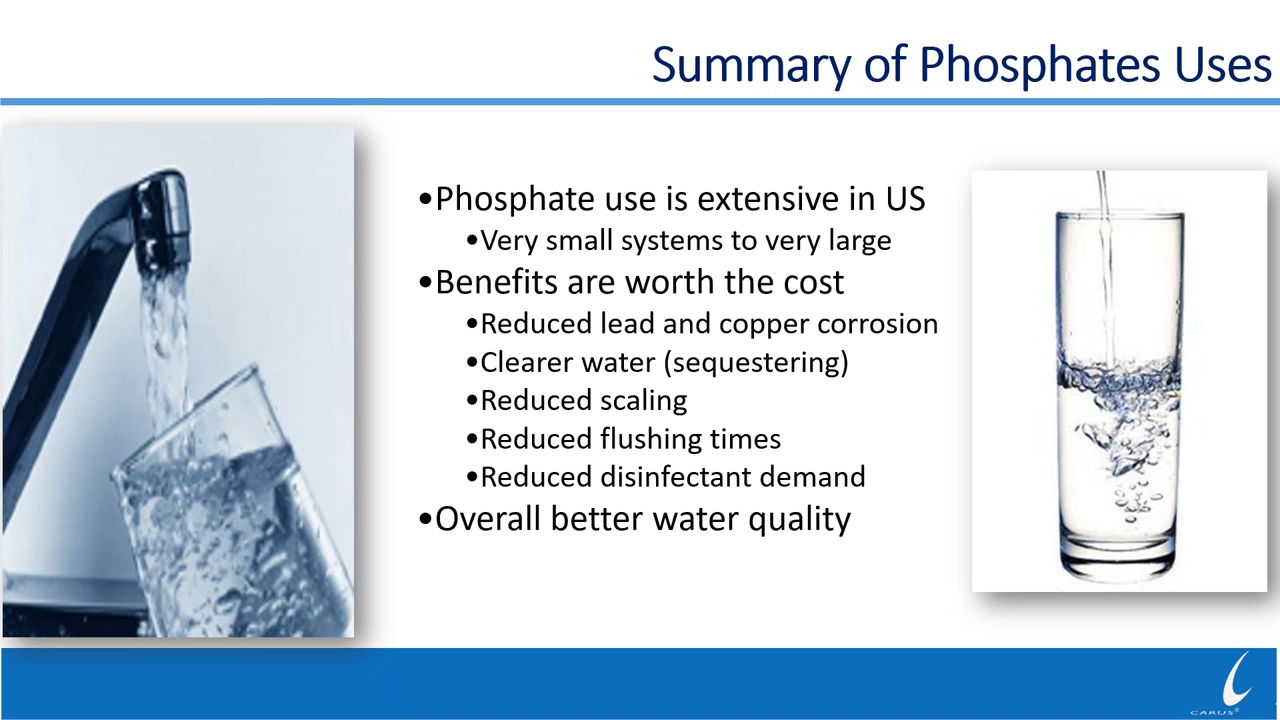 Summary of Phosphates Uses
•Phosphate use is extensive in US
•Very small systems to very large
•Benefits are worth the cost
•Reduced lead and copper corrosion
•Clearer water (sequestering)
•Reduced scaling
•Reduced flushing times
•Reduced disinfectant demand
•Overall better water quality
CARUS®